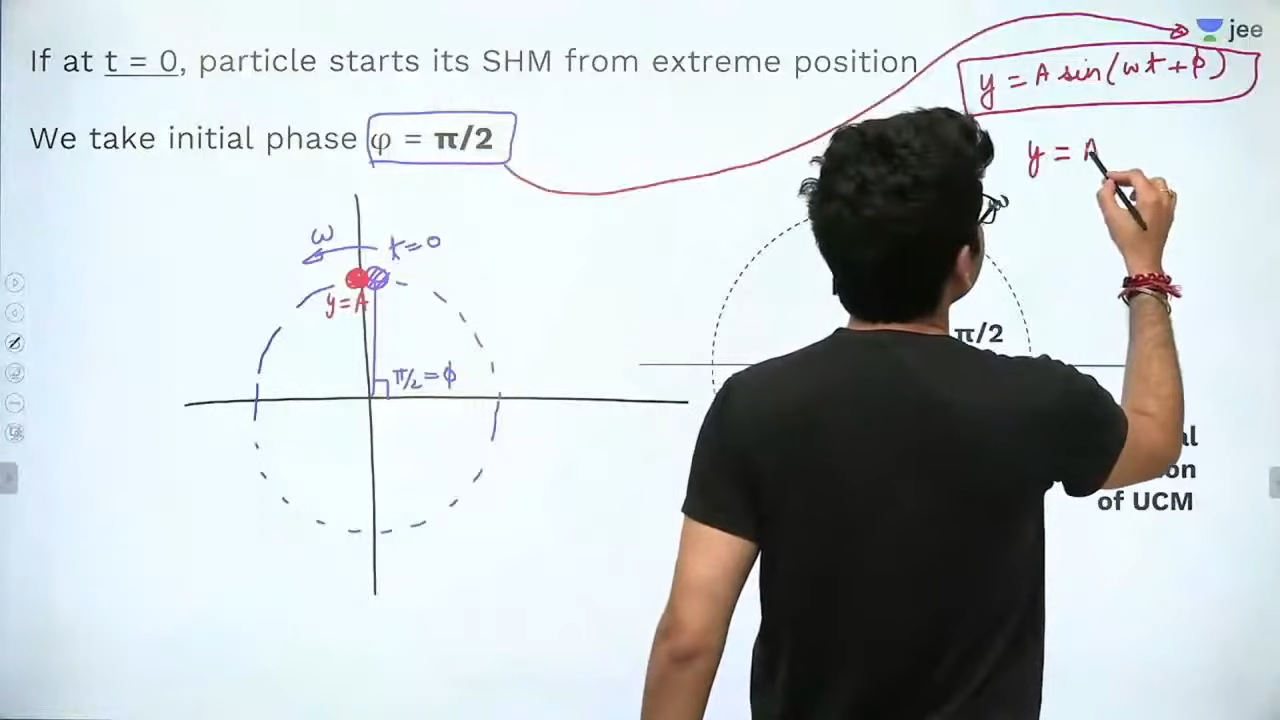 If at t = 0, particle starts its SHM from extreme position
jee
y = A sin(ωt + ϕ)
We take initial phase φ = π/2
y = A
ω
t = 0
y = A
π/2 = ϕ
ω
π/2
of UCM